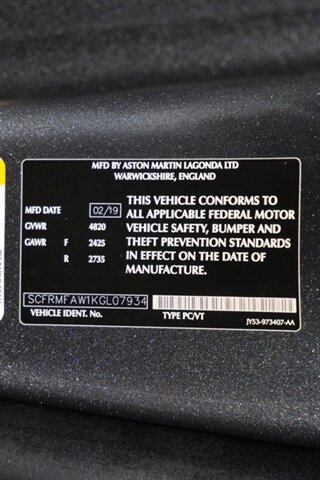 MFD BY ASTON MARTIN LAGONDA LTD
WARWICKSHIRE, ENGLAND
MFD DATE 02/19
GVWR 4820
GAWR F 2425
R 2735
THIS VEHICLE CONFORMS TO
ALL APPLICABLE FEDERAL MOTOR
VEHICLE SAFETY, BUMPER AND
THEFT PREVENTION STANDARDS
IN EFFECT ON THE DATE OF
MANUFACTURE.
SCFRMFAW1KGL07934
VEHICLE IDENT. No. TYPE PC/VT
JY53-973407-AA